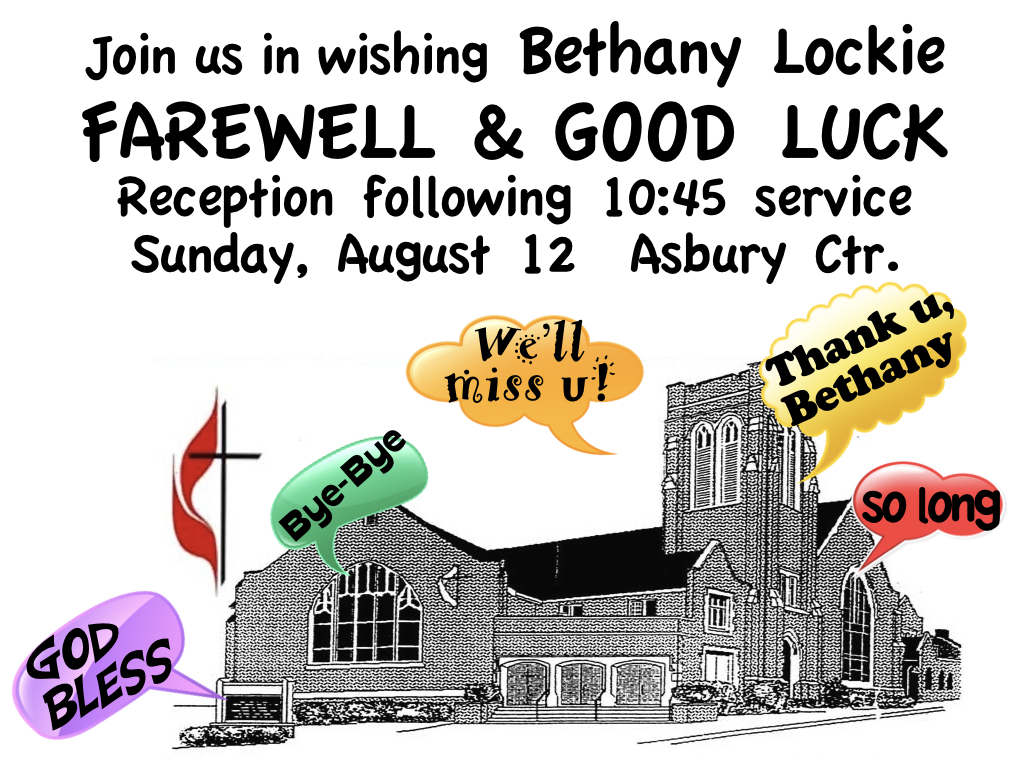 Join us in wishing Bethany Lockie
FAREWELL & GOOD LUCK
Reception following 10:45 service
Sunday, August 12 Asbury Ctr.
We'll
miss u!
Thank u,
Bethany
Bye-Bye
so long
GOD
BLESS